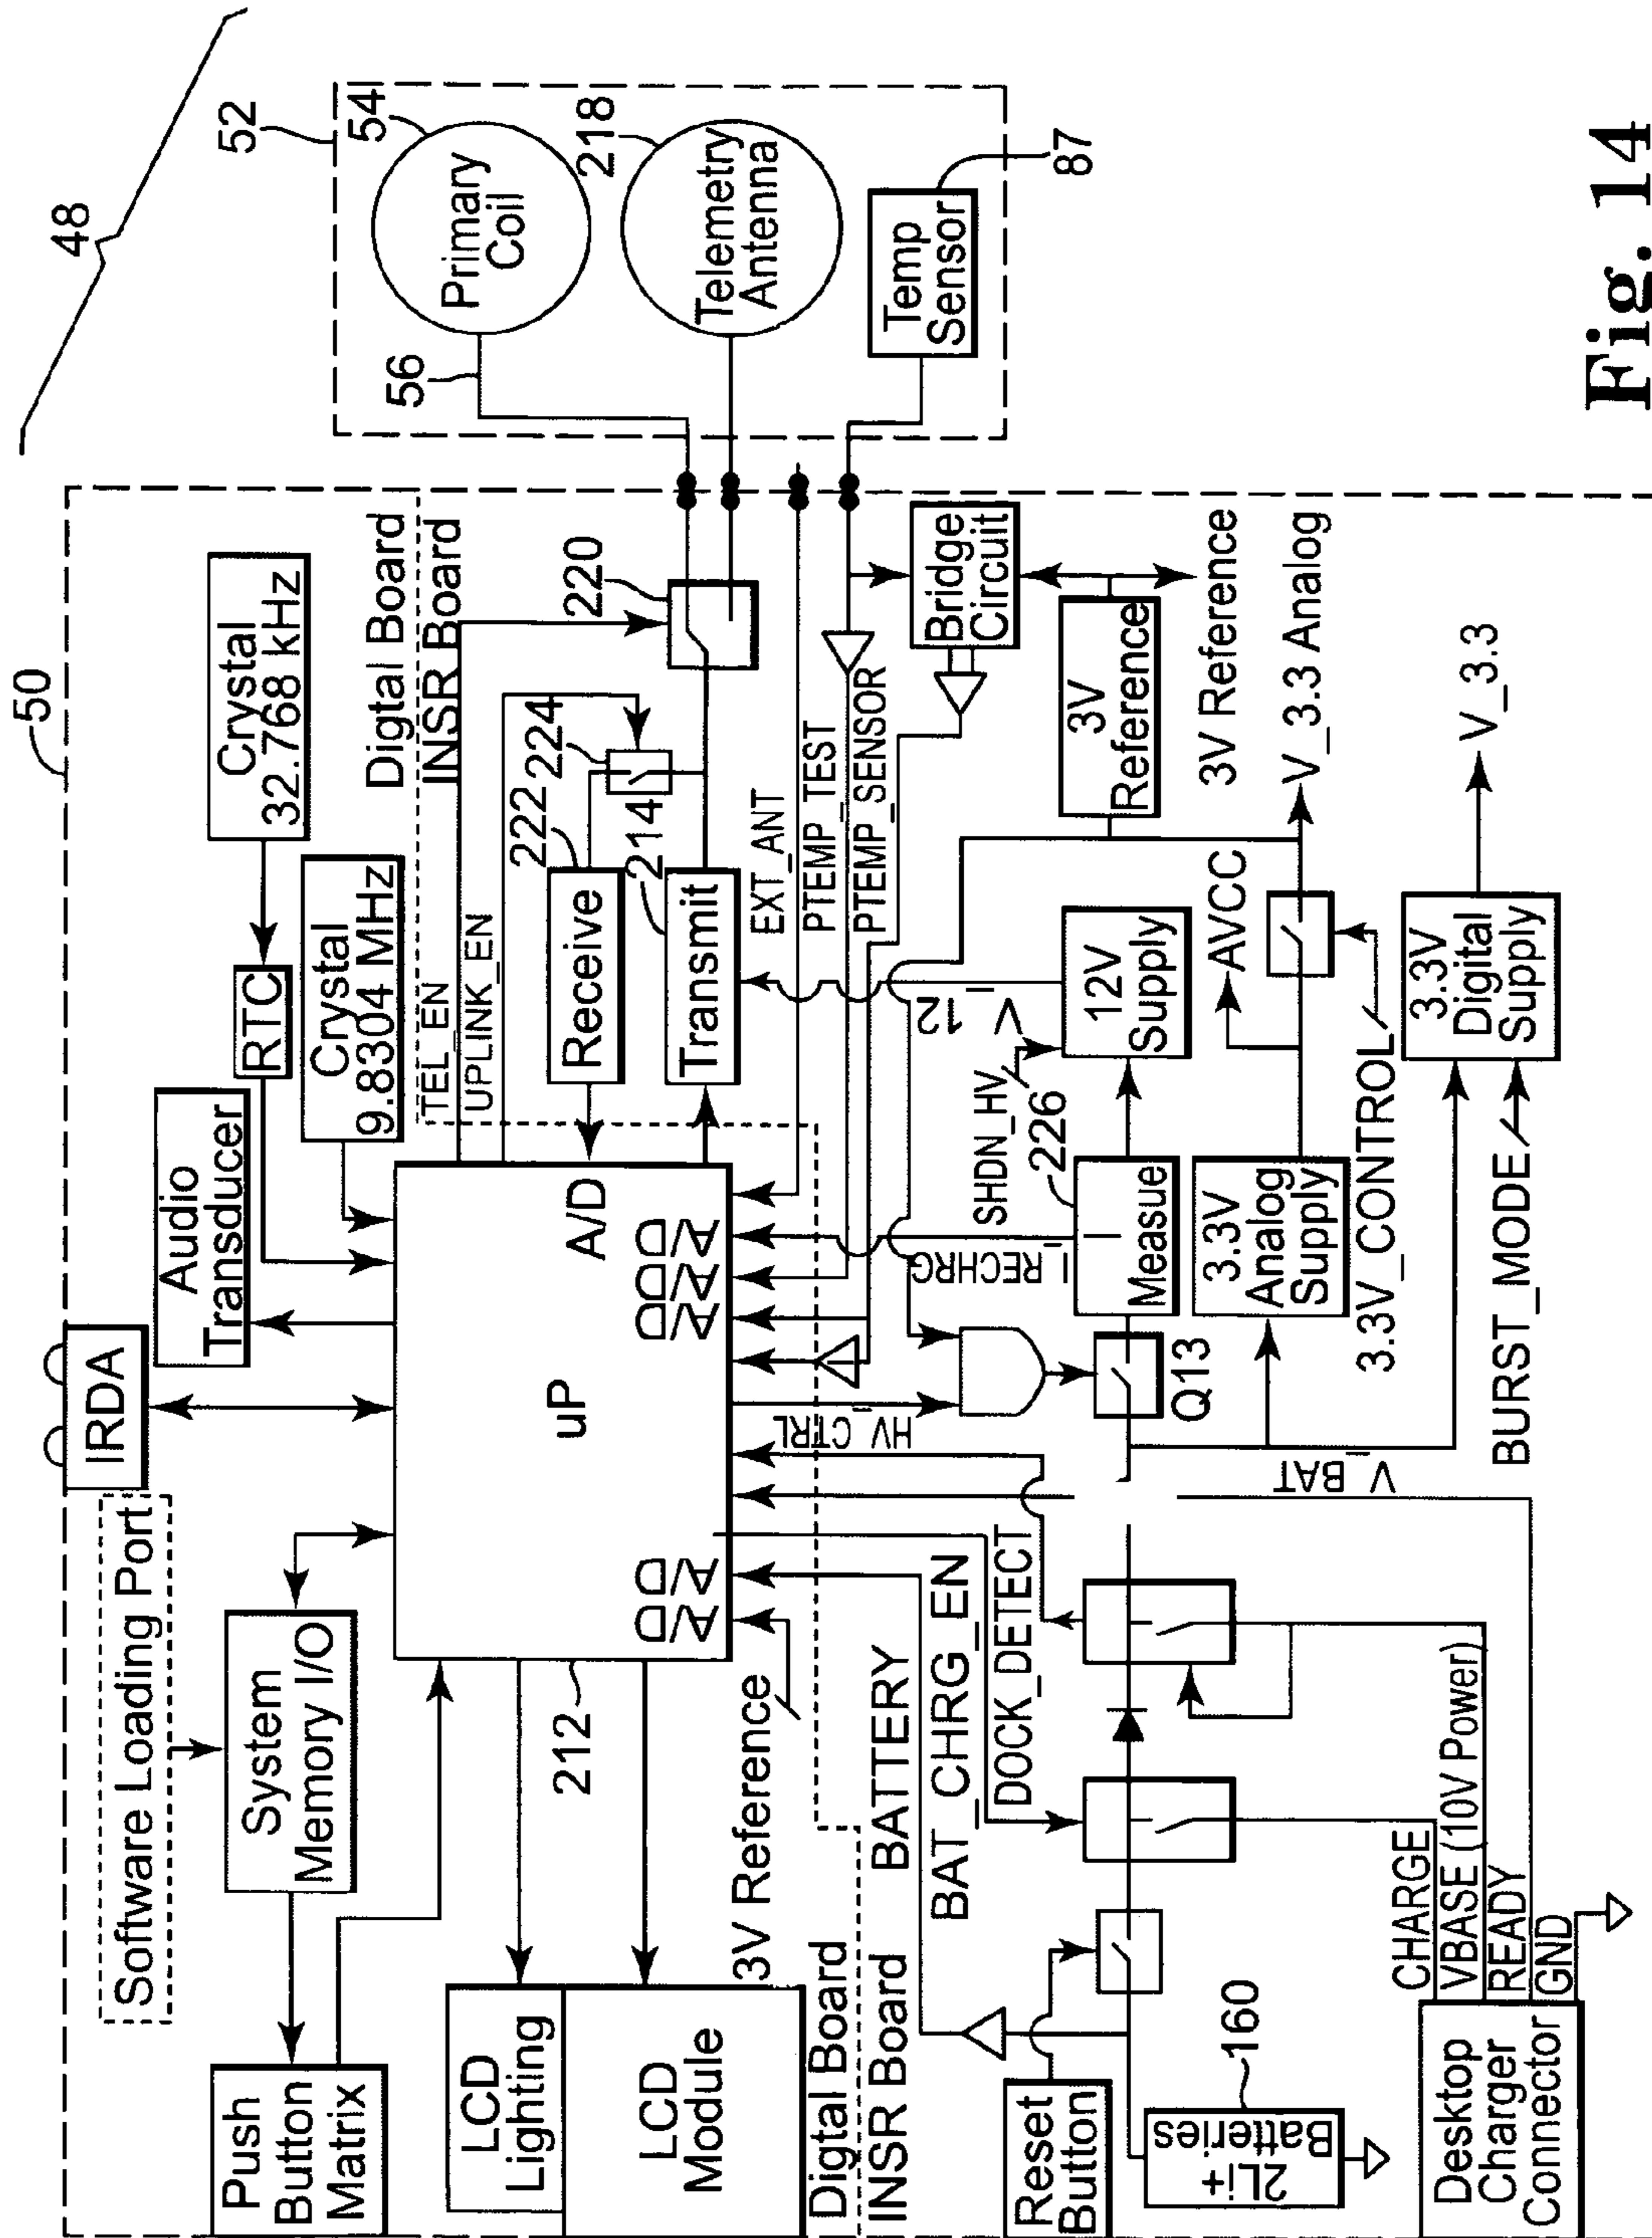 48
50
52
54
Primary
Coil
56
218
Telemetry
Antenna
Temp
Sensor
87
Software Loading Port
IRDA
Audio
Transducer
RTC
Crystal
32.768 kHz
Crystal
9.8304 MHz
Push
Button
Matrix
System
Memory I/O
LCD
Lighting
LCD
Module
212
uP
A/D
A/D
A/D
A/D
A/D
A/D
3V Reference
Digtal Board
INSR Board
Digtal Board
INSR Board
TEL_EN
UPLINK_EN
Receive
222
224
220
214
Transmit
EXT_ANT
PTEMP_TEST
PTEMP_SENSOR
Bridge
Circuit
3V
Reference
3V Reference
V_3.3 Analog
V_12
12V
Supply
SHDN_HV
226
I
Measue
I_RECHRG
HV_CTRL
Q13
AVCC
3.3V
Analog
Supply
3.3V_CONTROL
3.3V
Digital
Supply
V_3.3
BURST_MODE
V_BAT
BATTERY
BAT_CHRG_EN
DOCK_DETECT
Reset
Button
2Li+
Batteries
160
Desktop
Charger
Connector
CHARGE
VBASE (10V Power)
READY
GND
Fig. 14